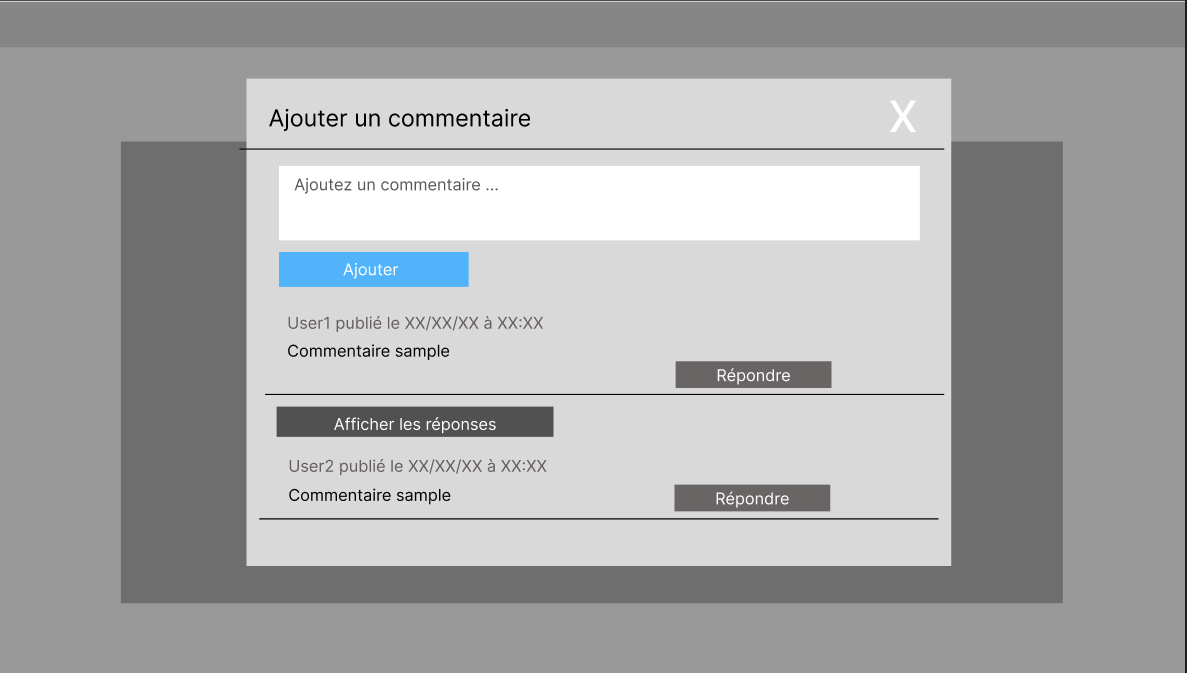 Ajouter un commentaire
X
Ajoutez un commentaire ...
Ajouter
User1 publié le XX/XX/XX à XX:XX
Commentaire sample
Répondre
Afficher les réponses
User2 publié le XX/XX/XX à XX:XX
Commentaire sample
Répondre